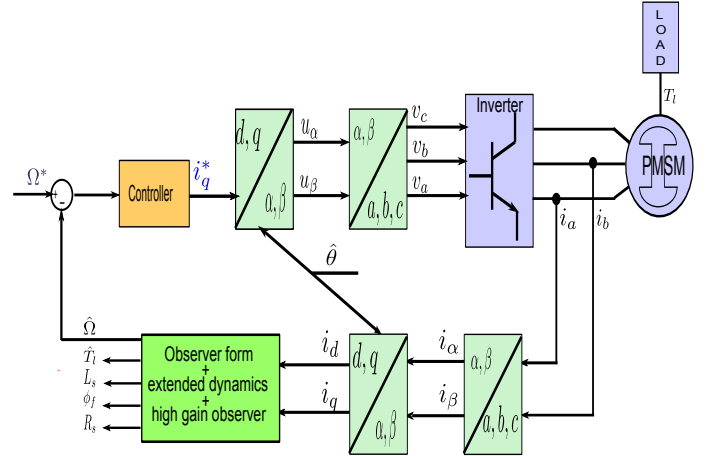 L
O
A
D
T_l
Inverter
PMSM
v_c
v_b
v_a
u_α
u_β
d, q
α, β
α, β
a, b, c
Ω*
+
-
Controller
i_q^*
i_a
i_b
θ̂
Ω̂
T̂_l
L_s
ϕ_f
R_s
Observer form
+
extended dynamics
+
high gain observer
i_d
i_q
d, q
α, β
i_α
i_β
α, β
a, b, c